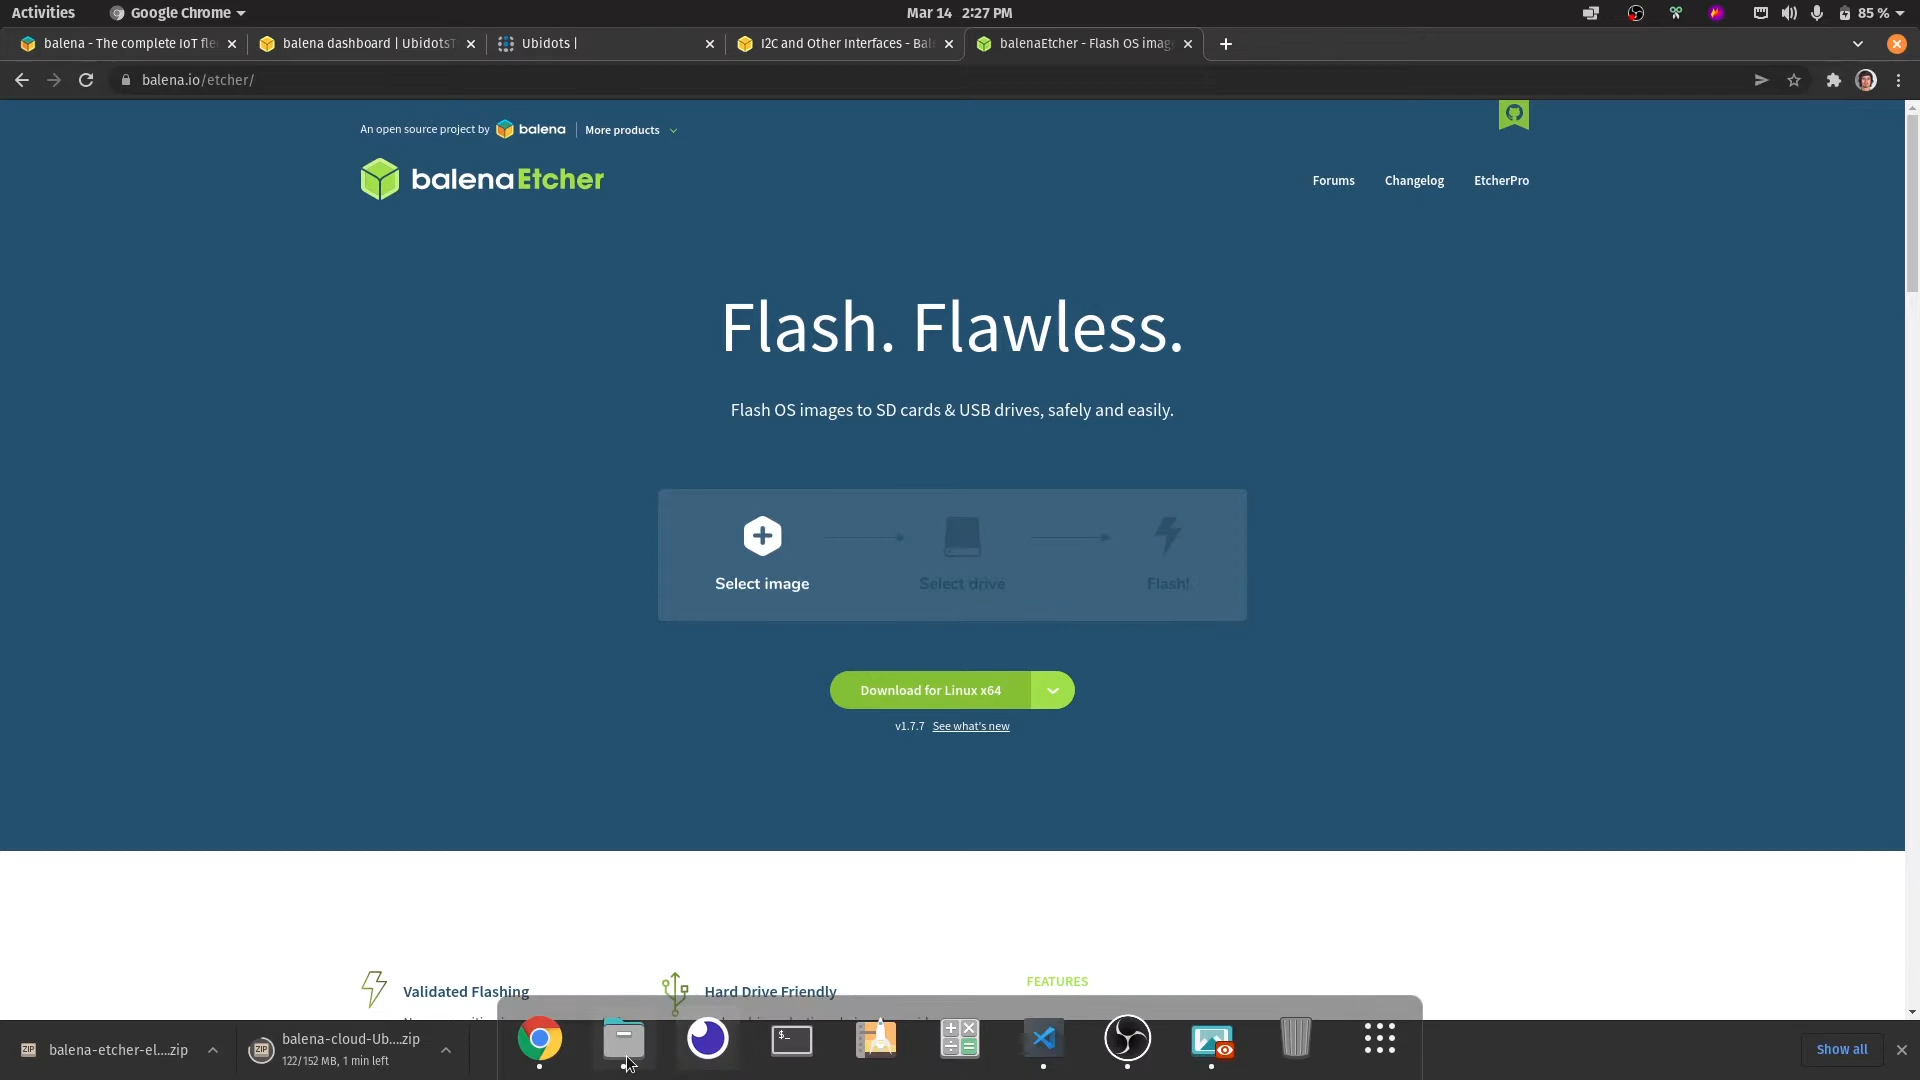 Activities
Google Chrome
Mar 14 2:27 PM
85 %
balena - The complete IoT fle
balena dashboard | UbidotsT
Ubidots |
I2C and Other Interfaces - Bal
balenaEtcher - Flash OS imag
balena.io/etcher/
An open source project by balena
More products
balenaEtcher
Forums
Changelog
EtcherPro
Flash. Flawless.
Flash OS images to SD cards & USB drives, safely and easily.
Select image
Select drive
Flash!
Download for Linux x64
v1.7.7 See what's new
FEATURES
Validated Flashing
Hard Drive Friendly
balena-etcher-el....zip
balena-cloud-Ub....zip
122/152 MB, 1 min left
Show all